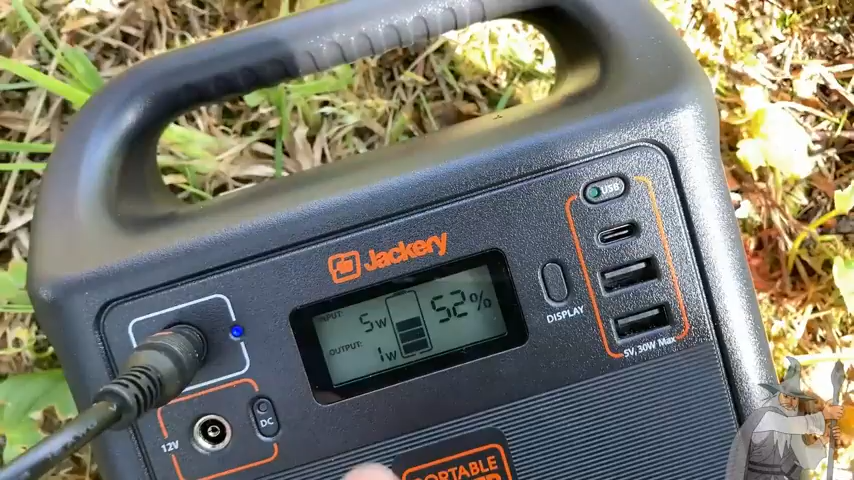 USB
Jackery
INPUT: 5W
52%
OUTPUT: 1W
DISPLAY
5V, 30W Max
12V
DC
PORTABLE